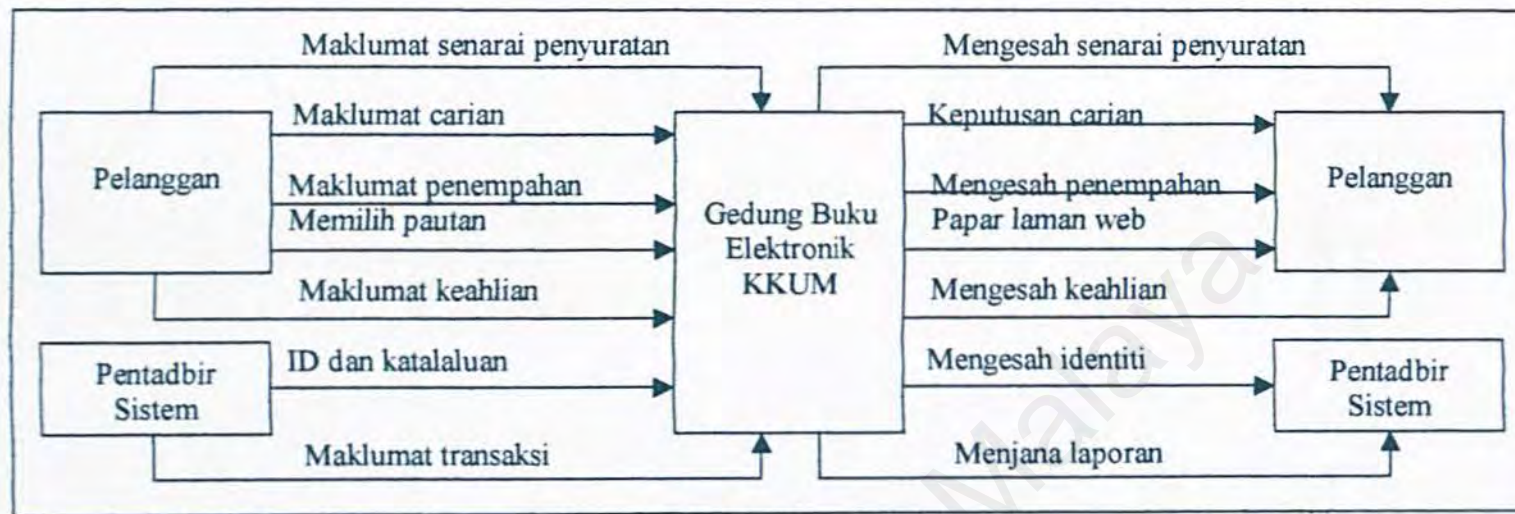 Maklumat senarai penyuratan
Mengesah senarai penyuratan
Pelanggan
Maklumat carian
Maklumat penempahan
Memilih pautan
Maklumat keahlian
Gedung Buku
Elektronik
KKUM
Keputusan carian
Mengesah penempahan
Papar laman web
Mengesah keahlian
Pelanggan
Pentadbir
Sistem
ID dan katalaluan
Maklumat transaksi
Mengesah identiti
Menjana laporan
Pentadbir
Sistem
Malaya